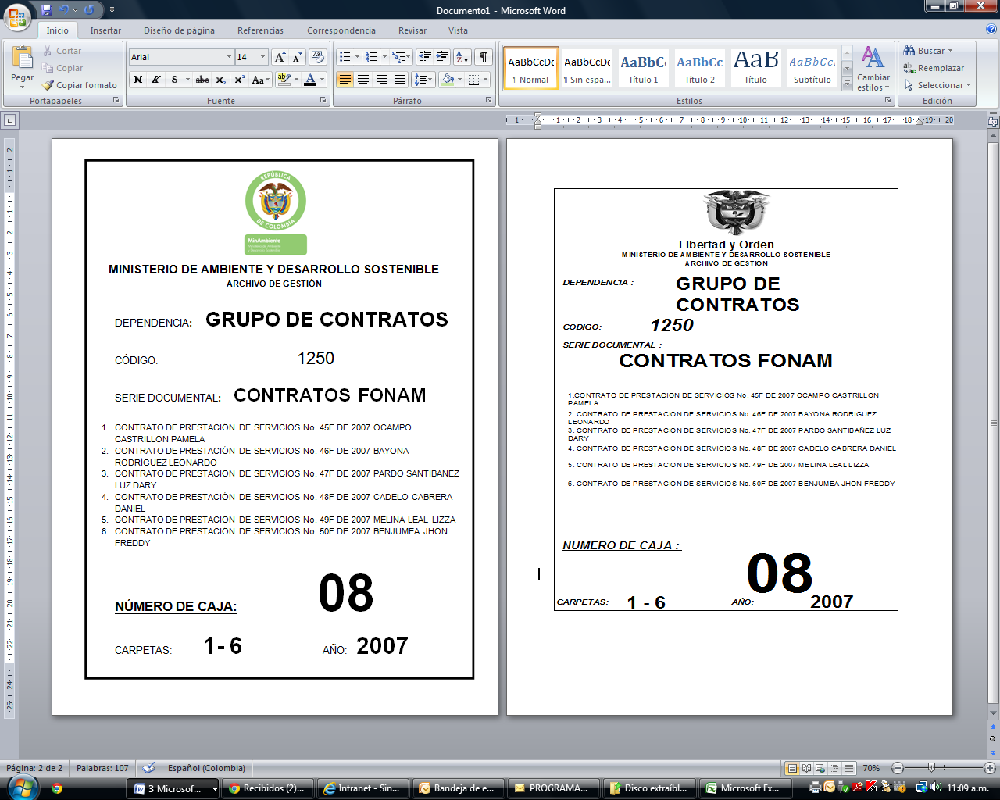 Documento1 - Microsoft Word
Inicio Insertar Diseño de página Referencias Correspondencia Revisar Vista
Pegar
Cortar
Copiar
Copiar formato
Portapapeles
Arial 14
Fuente
Párrafo
AaBbCcDc AaBbCcDc AaBbCc AaBbCc AaB AaBbCc.
¶ Normal ¶ Sin espa... Título 1 Título 2 Título Subtítulo
Cambiar estilos
Estilos
Buscar
Reemplazar
Seleccionar
Edición
REPÚBLICA
DE COLOMBIA
MinAmbiente
MINISTERIO DE AMBIENTE Y DESARROLLO SOSTENIBLE
ARCHIVO DE GESTIÓN
DEPENDENCIA: GRUPO DE CONTRATOS
CÓDIGO: 1250
SERIE DOCUMENTAL: CONTRATOS FONAM
1. CONTRATO DE PRESTACION DE SERVICIOS No. 45F DE 2007 OCAMPO
CASTRILLON PAMELA
2. CONTRATO DE PRESTACIÓN DE SERVICIOS No. 46F DE 2007 BAYONA
RODRÍGUEZ LEONARDO
3. CONTRATO DE PRESTACION DE SERVICIOS No. 47F DE 2007 PARDO SANTIBANEZ
LUZ DARY
4. CONTRATO DE PRESTACIÓN DE SERVICIOS No. 48F DE 2007 CADELO CABRERA
DANIEL
5. CONTRATO DE PRESTACION DE SERVICIOS No. 49F DE 2007 MELINA LEAL LIZZA
6. CONTRATO DE PRESTACIÓN DE SERVICIOS No. 50F DE 2007 BENJUMEA JHON
FREDDY
NÚMERO DE CAJA: 08
CARPETAS: 1- 6 AÑO: 2007
Libertad y Orden
MINISTERIO DE AMBIENTE Y DESARROLLO SOSTENIBLE
ARCHIVO DE GESTION
DEPENDENCIA : GRUPO DE
CONTRATOS
CODIGO: 1250
SERIE DOCUMENTAL :
CONTRATOS FONAM
1.CONTRATO DE PRESTACION DE SERVICIOS No. 45F DE 2007 OCAMPO CASTRILLON
PAMELA
2. CONTRATO DE PRESTACION DE SERVICIOS No. 46F DE 2007 BAYONA RODRIGUEZ
LEONARDO
3. CONTRATO DE PRESTACION DE SERVICIOS No. 47F DE 2007 PARDO SANTIBAÑEZ LUZ
DARY
4. CONTRATO DE PRESTACION DE SERVICIOS No. 48F DE 2007 CADELO CABRERA DANIEL
5. CONTRATO DE PRESTACION DE SERVICIOS No. 49F DE 2007 MELINA LEAL LIZZA
6. CONTRATO DE PRESTACION DE SERVICIOS No. 50F DE 2007 BENJUMEA JHON FREDDY
NUMERO DE CAJA :
08
CARPETAS: 1 - 6 AÑO: 2007
Página: 2 de 2 Palabras: 107 Español (Colombia) 70%
3 Microsof... Recibidos (2)... Intranet - Sin... Bandeja de e... PROGRAMA... Disco extraíbl... Microsoft Ex... 11:09 a.m.